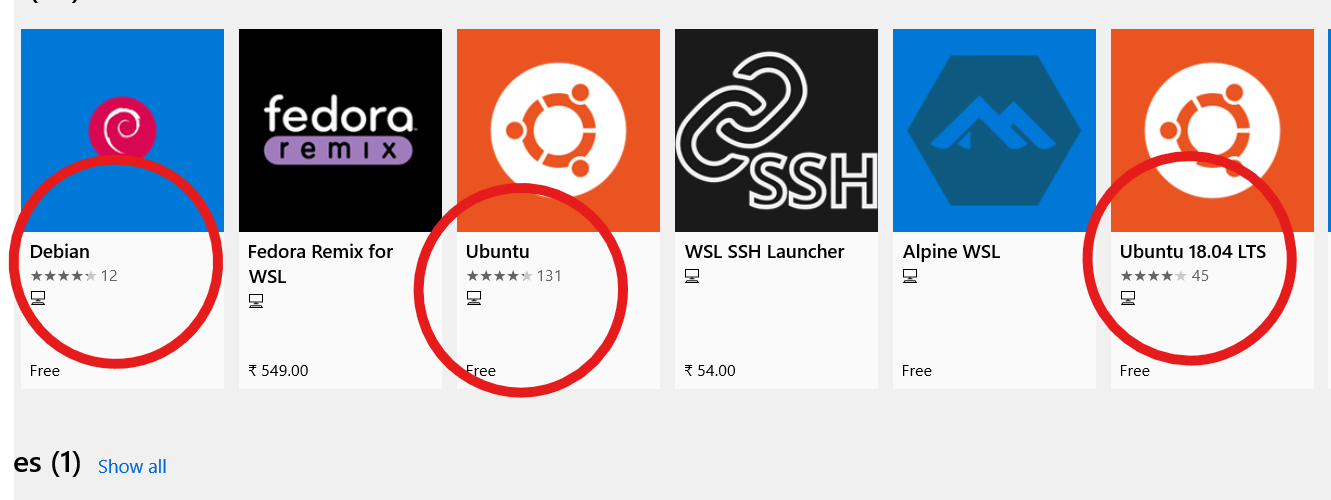 fedora
remix
SSH
Debian
12
Fedora Remix for
WSL
Ubuntu
131
WSL SSH Launcher
Alpine WSL
Ubuntu 18.04 LTS
45
Free
₹ 549.00
Free
₹ 54.00
Free
Free
es (1) Show all